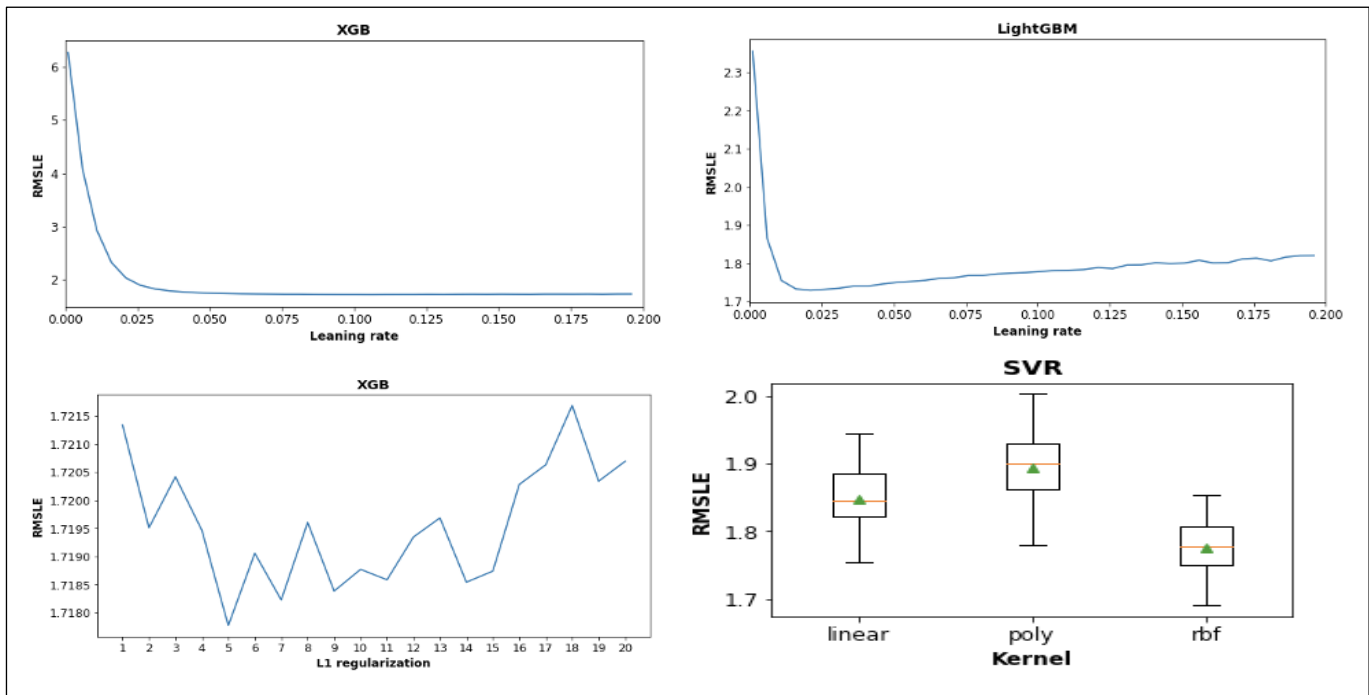 XGB
6
5
4
3
2
RMSLE
0.000 0.025 0.050 0.075 0.100 0.125 0.150 0.175 0.200
Leaning rate
LightGBM
2.3
2.2
2.1
2.0
1.9
1.8
1.7
RMSLE
0.000 0.025 0.050 0.075 0.100 0.125 0.150 0.175 0.200
Leaning rate
XGB
1.7215
1.7210
1.7205
1.7200
1.7195
1.7190
1.7185
1.7180
RMSLE
1 2 3 4 5 6 7 8 9 10 11 12 13 14 15 16 17 18 19 20
L1 regularization
SVR
2.0
1.9
1.8
1.7
RMSLE
linear poly rbf
Kernel